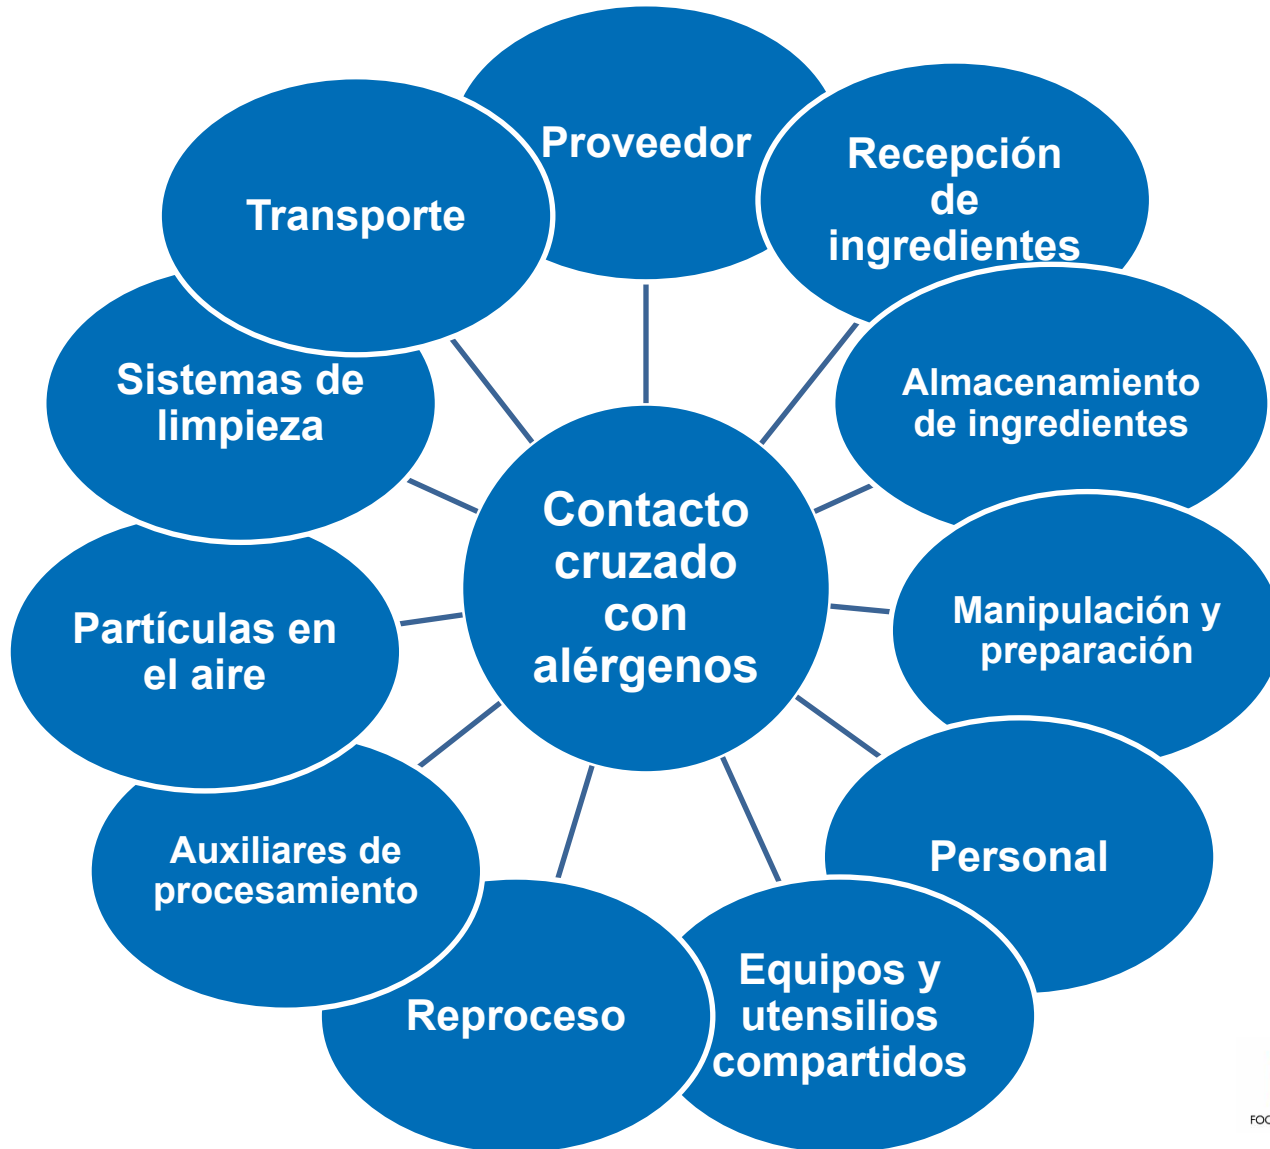 Proveedor
Recepción
de
ingredientes
Almacenamiento
de ingredientes
Manipulación y
preparación
Personal
Equipos y
utensilios
compartidos
Reproceso
Auxiliares de
procesamiento
Partículas en
el aire
Sistemas de
limpieza
Transporte
Contacto
cruzado
con
alérgenos